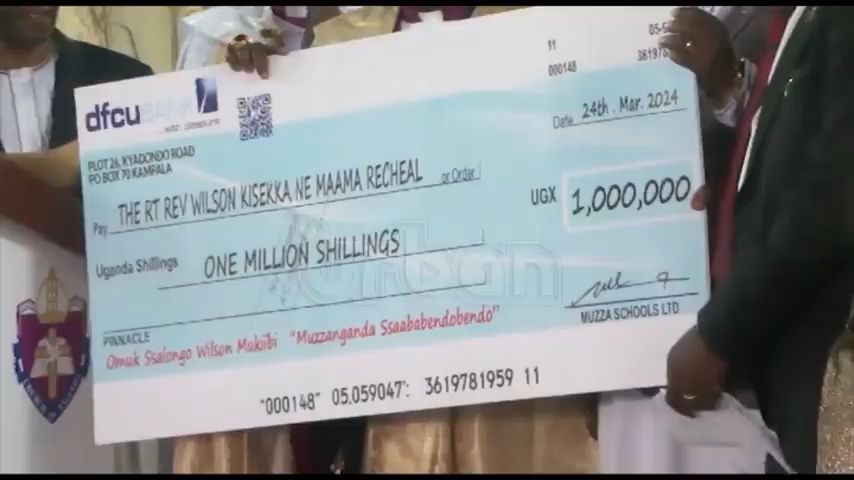 dfcu BANK
11
000148
24th. Mar. 2024
Date
PLOT 26, KYADONDO ROAD
PO BOX 70 KAMPALA
Pay THE RT REV WILSON KISEKKA NE MAAMA RECHEAL or Order
UGX 1,000,000
Uganda Shillings ONE MILLION SHILLINGS
Urban
MUZZA SCHOOLS LTD
PINNACLE
Omuk Ssalongo Wilson Mukiibi "Muzzanganda Ssaababendobendo"
"000148" 05.059047': 3619781959 11